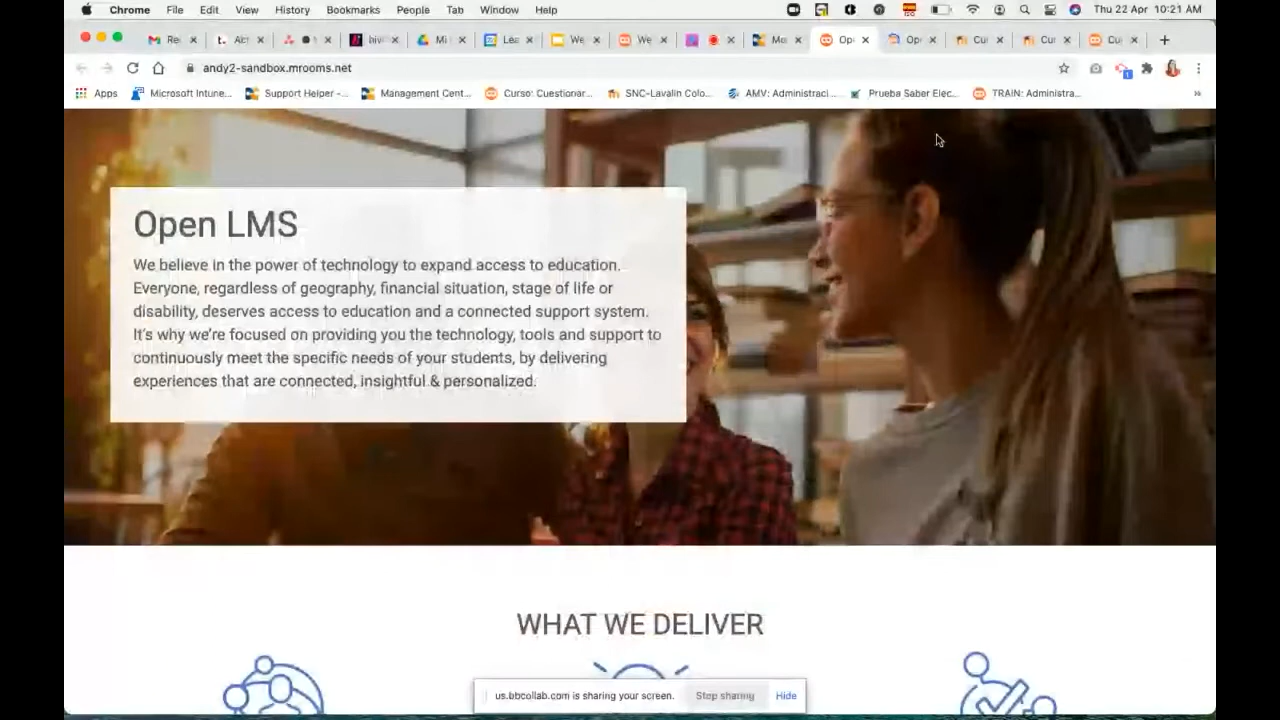 Chrome File Edit View History Bookmarks People Tab Window Help Thu 22 Apr 10:21 AM
andy2-sandbox.mrooms.net
Apps Microsoft Intune... Support Helper -... Management Cent... Curso: Cuestionar... SNC-Lavalin Colo... AMV: Administraci... Prueba Saber Elec... TRAIN: Administra... »
Open LMS
We believe in the power of technology to expand access to education.
Everyone, regardless of geography, financial situation, stage of life or
disability, deserves access to education and a connected support system.
It's why we're focused on providing you the technology, tools and support to
continuously meet the specific needs of your students, by delivering
experiences that are connected, insightful & personalized.
WHAT WE DELIVER
us.bbcollab.com is sharing your screen. Stop sharing Hide